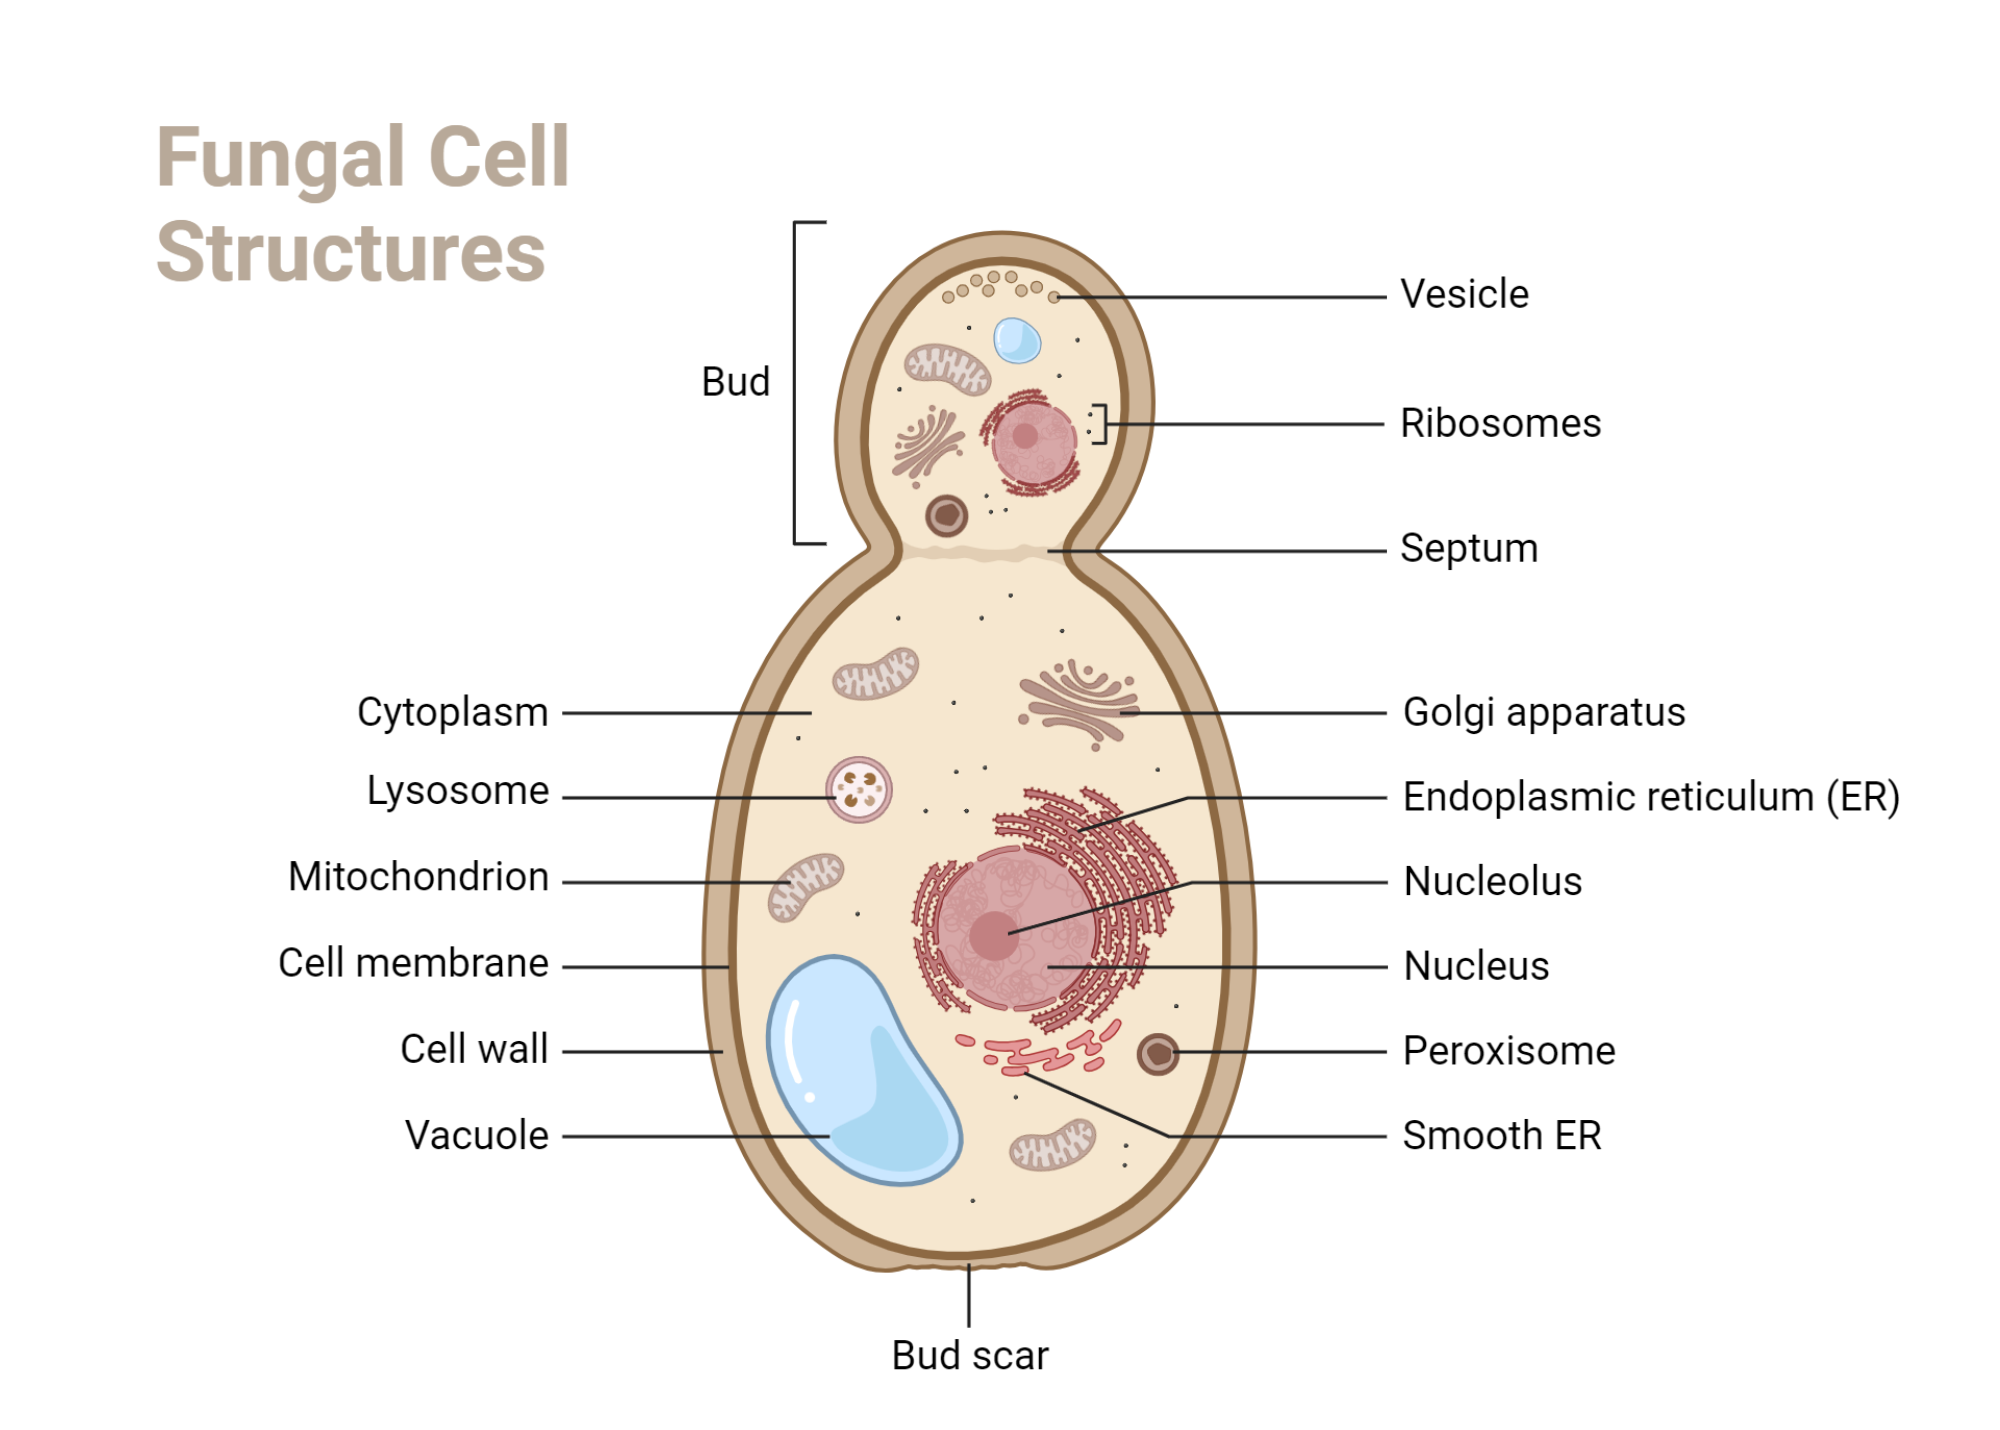 Fungal Cell
Structures
Bud
Vesicle
Ribosomes
Septum
Cytoplasm
Lysosome
Mitochondrion
Cell membrane
Cell wall
Vacuole
Golgi apparatus
Endoplasmic reticulum (ER)
Nucleolus
Nucleus
Peroxisome
Smooth ER
Bud scar